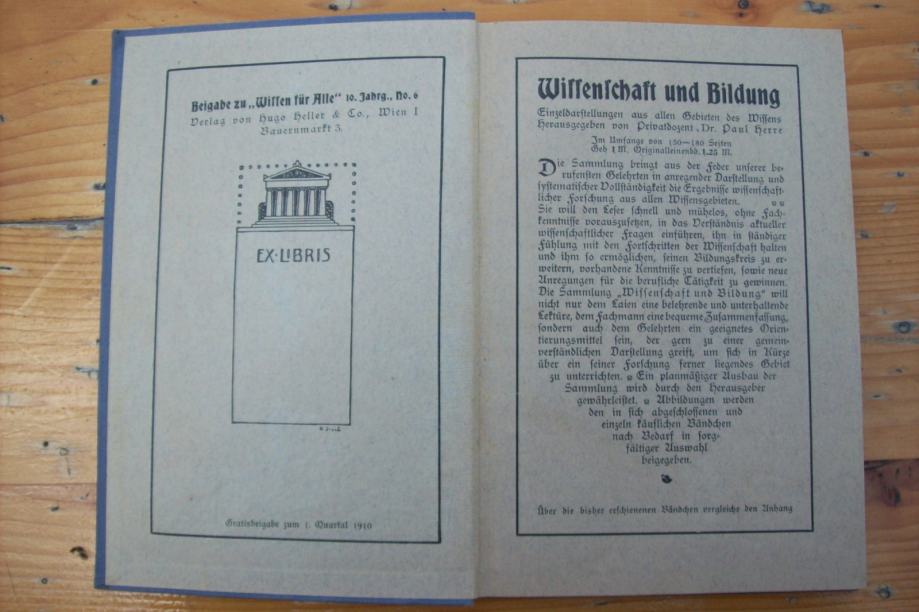 Beigabe zu „Wissen für Alle“ 10. Jahrg., No. 6
Verlag von Hugo Heller & Co., Wien I
Bauernmarkt 3.
EX·LIBRIS
Gratisbeigabe zum 1. Quartal 1910
Wissenschaft und Bildung
Einzeldarstellungen aus allen Gebieten des Wissens
Herausgegeben von Privatdozent Dr. Paul Herre
Im Umfange von 150—180 Seiten
Geh 1 M. Originalleinenbd. 1.25 M.
Die Sammlung bringt aus der Feder unserer be-
rufensten Gelehrten in anregender Darstellung und
systematischer Vollständigkeit die Ergebnisse wissenschaft-
licher Forschung aus allen Wissensgebieten.
Sie will den Leser schnell und mühelos, ohne Fach-
kenntnisse vorauszusetzen, in das Verständnis aktueller
wissenschaftlicher Fragen einführen, ihn in ständiger
Fühlung mit den Fortschritten der Wissenschaft halten
und ihm so ermöglichen, seinen Bildungskreis zu er-
weitern, vorhandene Kenntnisse zu vertiefen, sowie neue
Anregungen für die berufliche Tätigkeit zu gewinnen.
Die Sammlung „Wissenschaft und Bildung“ will
nicht nur dem Laien eine belehrende und unterhaltende
Lektüre, dem Fachmann eine bequeme Zusammenfassung,
sondern auch dem Gelehrten ein geeignetes Orien-
tierungsmittel sein, der gern zu einer gemein-
verständlichen Darstellung greift, um sich in Kürze
über ein seiner Forschung ferner liegendes Gebiet
zu unterrichten. Ein planmäßiger Ausbau der
Sammlung wird durch den Herausgeber
gewährleistet. Abbildungen werden
den in sich abgeschlossenen und
einzeln käuflichen Bändchen
nach Bedarf in sorg-
fältiger Auswahl
beigegeben.
Über die bisher erschienenen Bändchen vergleiche den Anhang